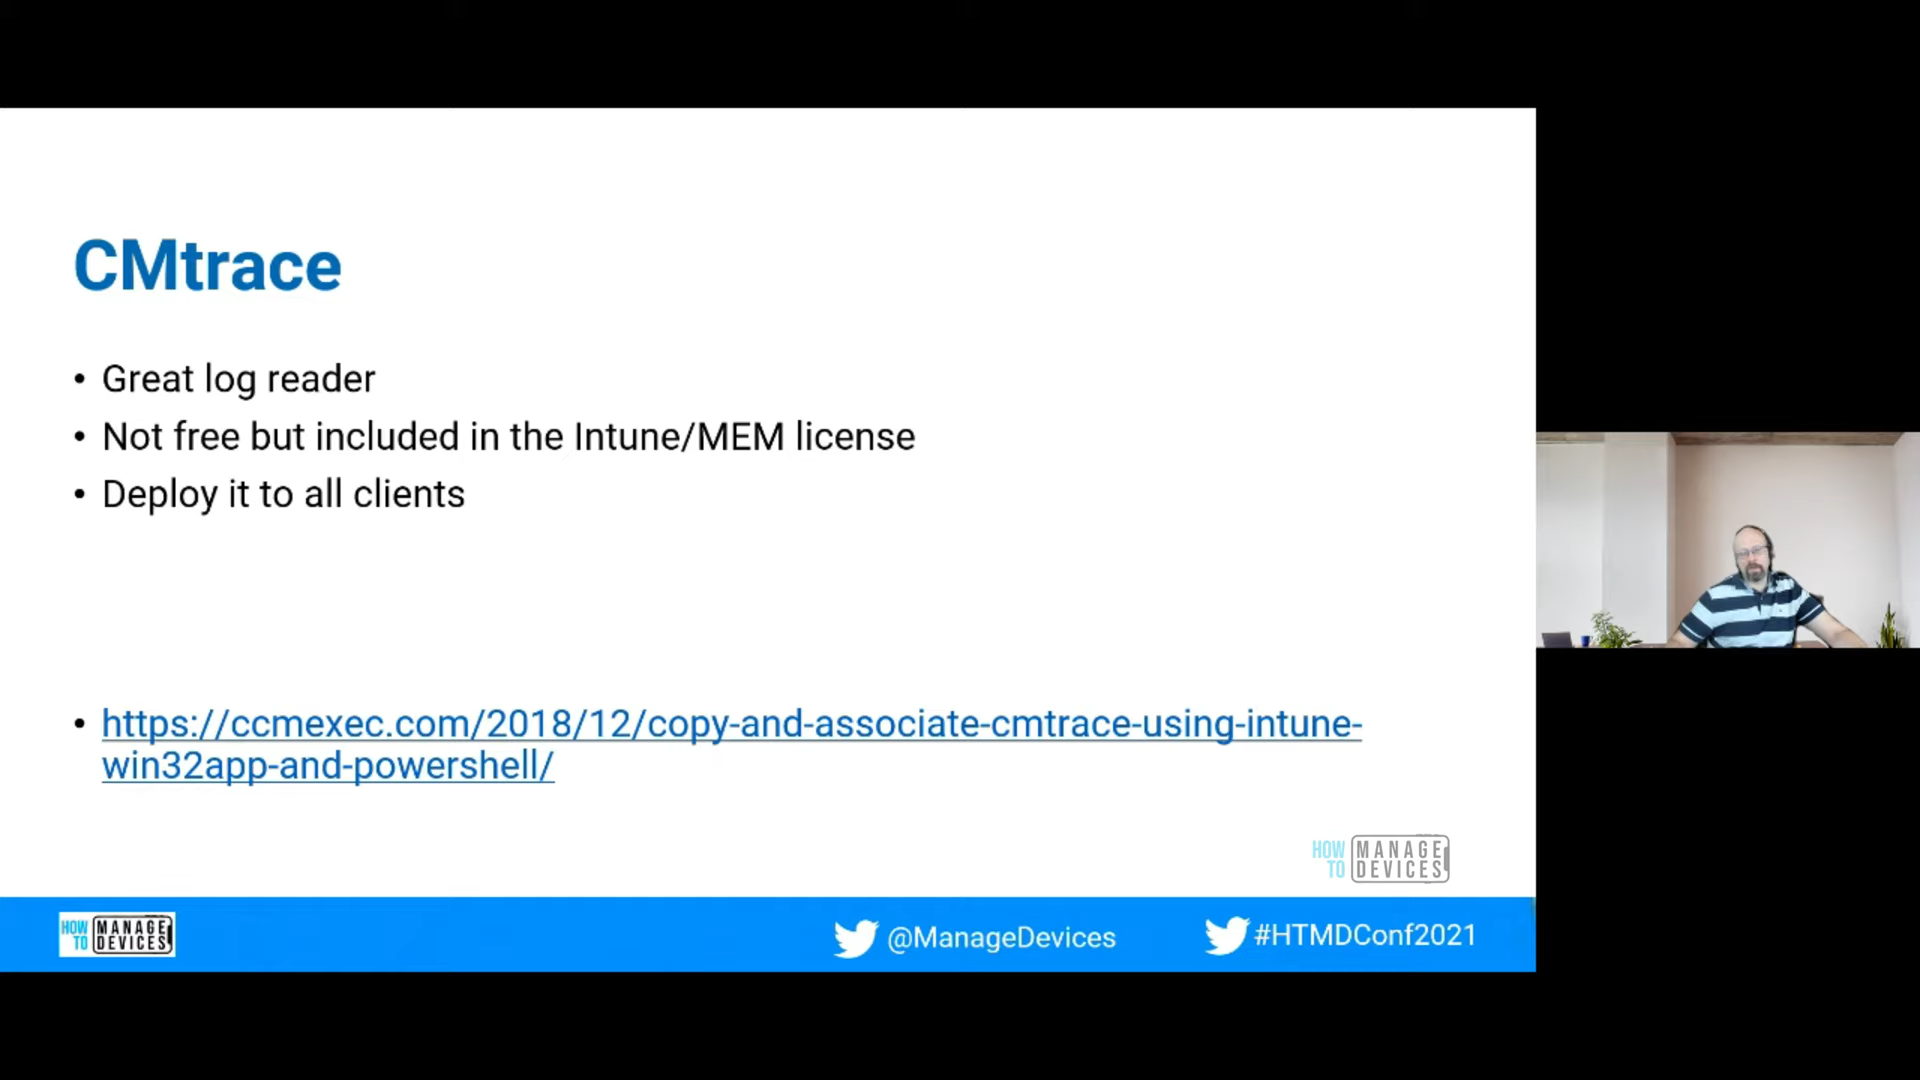 CMtrace
• Great log reader
• Not free but included in the Intune/MEM license
• Deploy it to all clients
• https://ccmexec.com/2018/12/copy-and-associate-cmtrace-using-intune-
win32app-and-powershell/
HOW TO MANAGE DEVICES
HOW TO MANAGE DEVICES
@ManageDevices
#HTMDConf2021